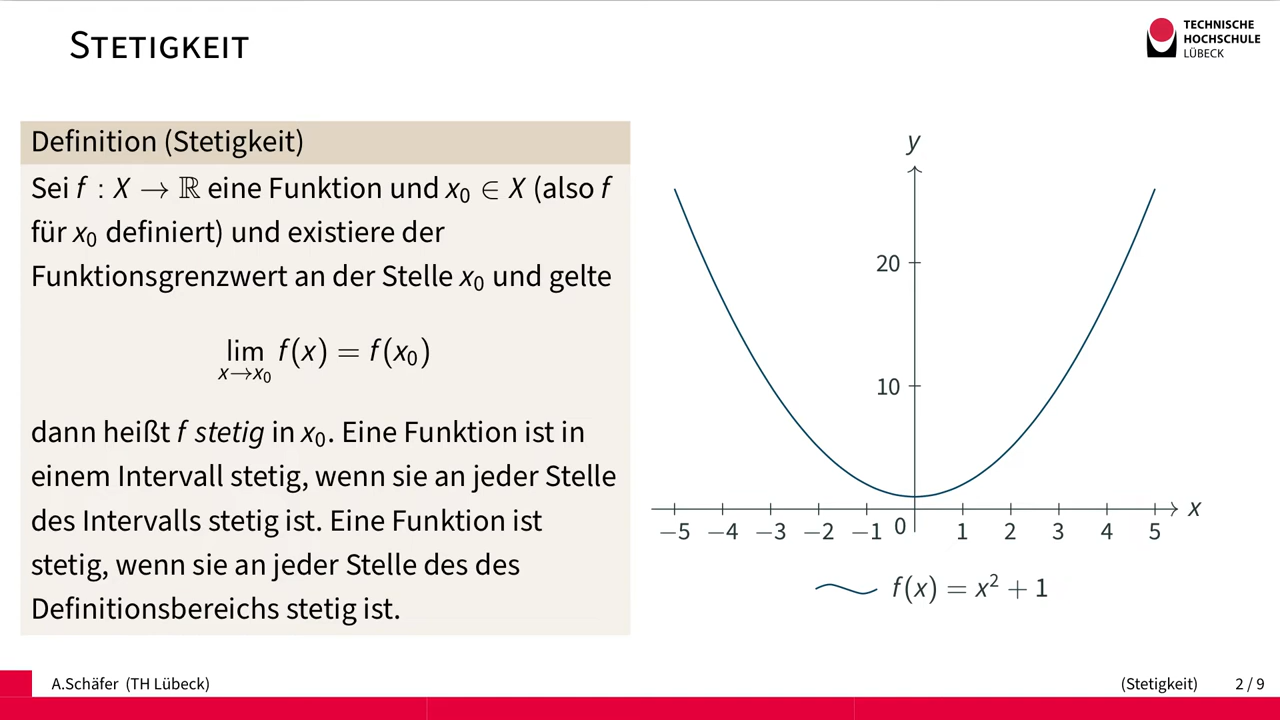 STETIGKEIT
TECHNISCHE
HOCHSCHULE
LÜBECK
Definition (Stetigkeit)
Sei f : X → ℝ eine Funktion und x₀ ∈ X (also f
für x₀ definiert) und existiere der
Funktionsgrenzwert an der Stelle x₀ und gelte
lim f(x) = f(x₀)
x→x₀
dann heißt f stetig in x₀. Eine Funktion ist in
einem Intervall stetig, wenn sie an jeder Stelle
des Intervalls stetig ist. Eine Funktion ist
stetig, wenn sie an jeder Stelle des des
Definitionsbereichs stetig ist.
y
20
10
x
−5 −4 −3 −2 −1 0 1 2 3 4 5
f(x) = x² + 1
A.Schäfer (TH Lübeck)
(Stetigkeit) 2 / 9